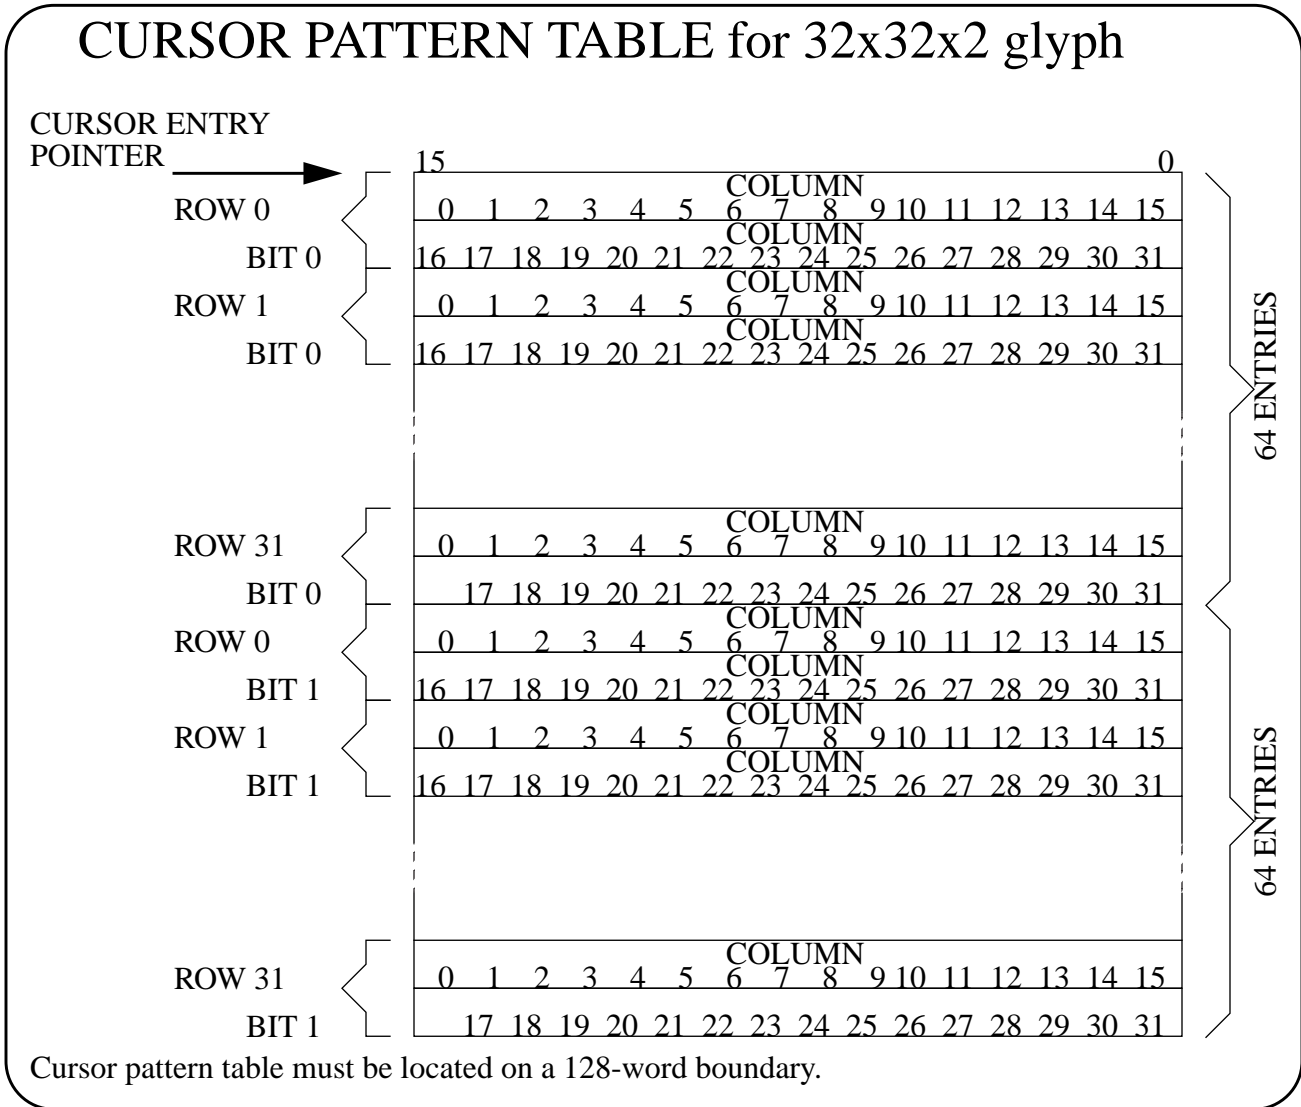 CURSOR PATTERN TABLE for 32x32x2 glyph
CURSOR ENTRY
POINTER
15 0
COLUMN
ROW 0 0 1 2 3 4 5 6 7 8 9 10 11 12 13 14 15
COLUMN
BIT 0 16 17 18 19 20 21 22 23 24 25 26 27 28 29 30 31
COLUMN
ROW 1 0 1 2 3 4 5 6 7 8 9 10 11 12 13 14 15
COLUMN
BIT 0 16 17 18 19 20 21 22 23 24 25 26 27 28 29 30 31
64 ENTRIES
COLUMN
ROW 31 0 1 2 3 4 5 6 7 8 9 10 11 12 13 14 15
BIT 0 17 18 19 20 21 22 23 24 25 26 27 28 29 30 31
COLUMN
ROW 0 0 1 2 3 4 5 6 7 8 9 10 11 12 13 14 15
COLUMN
BIT 1 16 17 18 19 20 21 22 23 24 25 26 27 28 29 30 31
COLUMN
ROW 1 0 1 2 3 4 5 6 7 8 9 10 11 12 13 14 15
COLUMN
BIT 1 16 17 18 19 20 21 22 23 24 25 26 27 28 29 30 31
64 ENTRIES
COLUMN
ROW 31 0 1 2 3 4 5 6 7 8 9 10 11 12 13 14 15
BIT 1 17 18 19 20 21 22 23 24 25 26 27 28 29 30 31
Cursor pattern table must be located on a 128-word boundary.